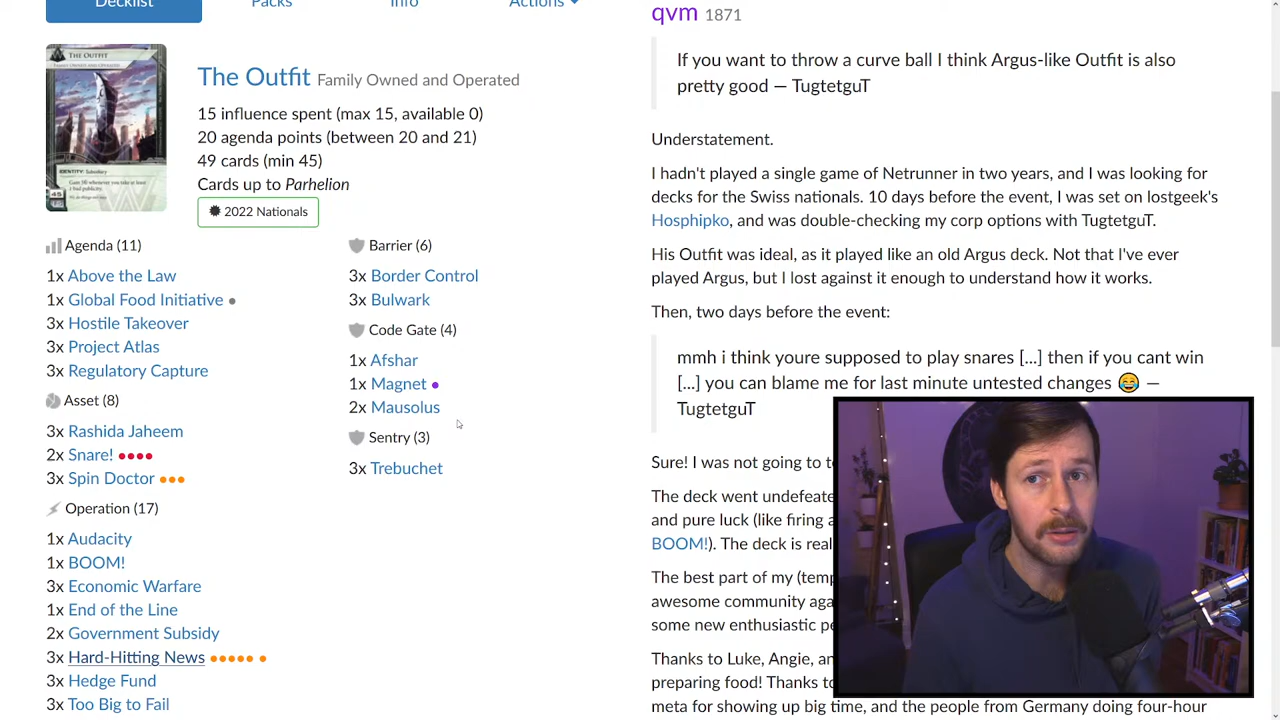 Decklist
Packs
Info
Actions
THE OUTFIT
The Outfit Family Owned and Operated
15 influence spent (max 15, available 0)
20 agenda points (between 20 and 21)
49 cards (min 45)
Cards up to Parhelion
2022 Nationals
Agenda (11)
1x Above the Law
1x Global Food Initiative
3x Hostile Takeover
3x Project Atlas
3x Regulatory Capture
Asset (8)
3x Rashida Jaheem
2x Snare!
3x Spin Doctor
Operation (17)
1x Audacity
1x BOOM!
3x Economic Warfare
1x End of the Line
2x Government Subsidy
3x Hard-Hitting News
3x Hedge Fund
3x Too Big to Fail
Barrier (6)
3x Border Control
3x Bulwark
Code Gate (4)
1x Afshar
1x Magnet
2x Mausolus
Sentry (3)
3x Trebuchet
qvm 1871
If you want to throw a curve ball I think Argus-like Outfit is also
pretty good — TugtetguT
Understatement.
I hadn't played a single game of Netrunner in two years, and I was looking for
decks for the Swiss nationals. 10 days before the event, I was set on lostgeek's
Hosphipko, and was double-checking my corp options with TugtetguT.
His Outfit was ideal, as it played like an old Argus deck. Not that I've ever
played Argus, but I lost against it enough to understand how it works.
Then, two days before the event:
mmh i think youre supposed to play snares [...] then if you cant win
[...] you can blame me for last minute untested changes 😂 —
TugtetguT
Sure! I was not going to
The deck went
and pure luck (like firing
BOOM!). The deck is
The best part of my
awesome community
some new enthusiastic
Thanks to Luke, Angie,
preparing food! Thanks
meta for showing up big time, and the people from Germany doing four-hour